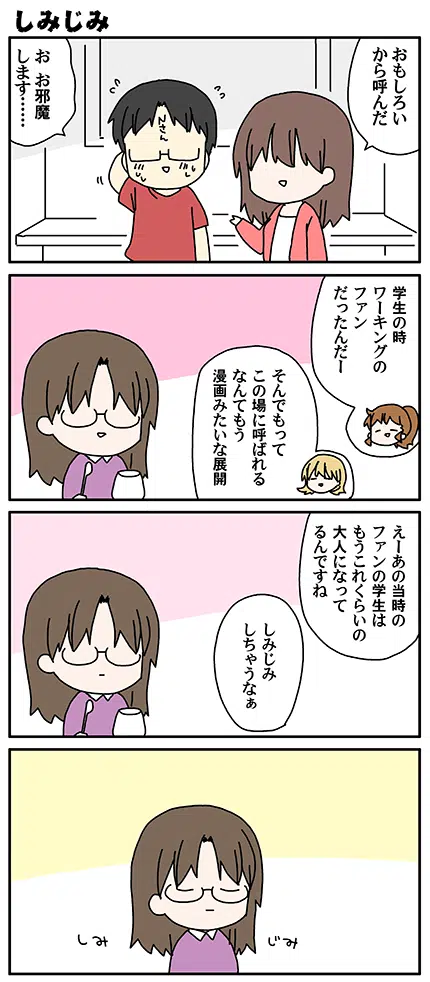 しみじみ
おもしろい
から呼んだ
Nさん
お お邪魔
します……
学生の時
ワーキングの
ファン
だったんだー
そんでもって
この場に呼ばれる
なんてもう
漫画みたいな展開
えーあの当時の
ファンの学生は
もうこれくらいの
大人になって
るんですね
しみじみ
しちゃうなぁ
しみ
じみ